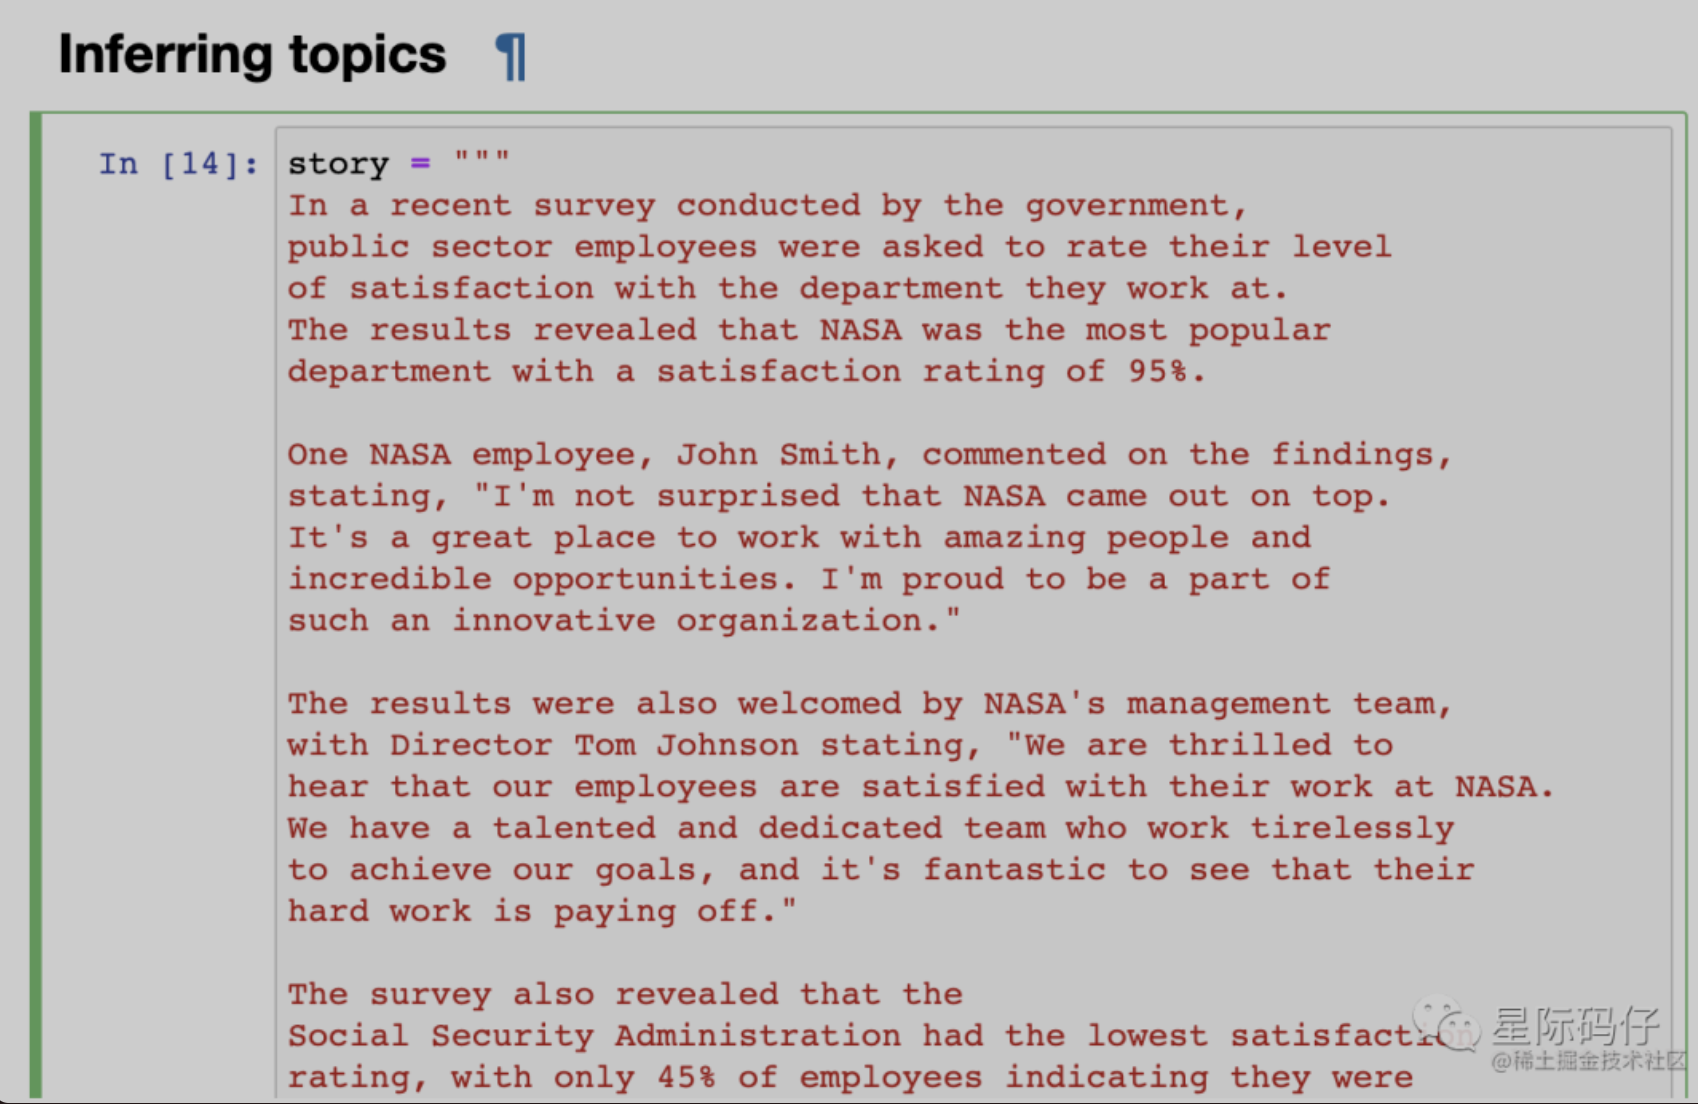 Inferring topics ¶
In [14]: story = """
In a recent survey conducted by the government,
public sector employees were asked to rate their level
of satisfaction with the department they work at.
The results revealed that NASA was the most popular
department with a satisfaction rating of 95%.
One NASA employee, John Smith, commented on the findings,
stating, "I'm not surprised that NASA came out on top.
It's a great place to work with amazing people and
incredible opportunities. I'm proud to be a part of
such an innovative organization."
The results were also welcomed by NASA's management team,
with Director Tom Johnson stating, "We are thrilled to
hear that our employees are satisfied with their work at NASA.
We have a talented and dedicated team who work tirelessly
to achieve our goals, and it's fantastic to see that their
hard work is paying off."
The survey also revealed that the
Social Security Administration had the lowest satisfaction
rating, with only 45% of employees indicating they were
星际码仔
@稀土掘金技术社区